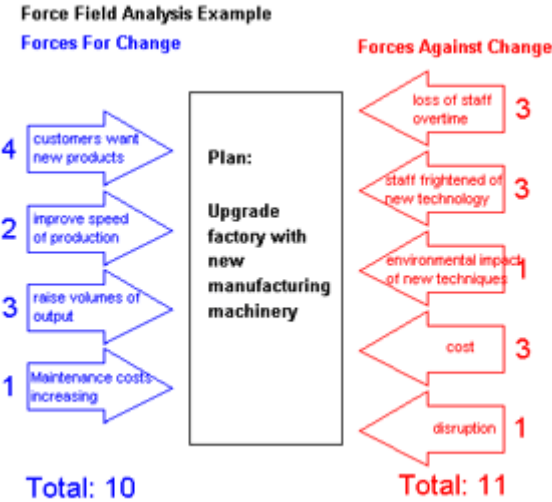 Force Field Analysis Example
Forces For Change
4
customers want
new products
2
improve speed
of production
3
raise volumes of
output
1
Maintenance costs
increasing
Total: 10
Plan:
Upgrade
factory with
new
manufacturing
machinery
Forces Against Change
loss of staff
overtime
3
staff frightened of
new technology
3
environmental impact
of new techniques
1
cost
3
disruption
1
Total: 11